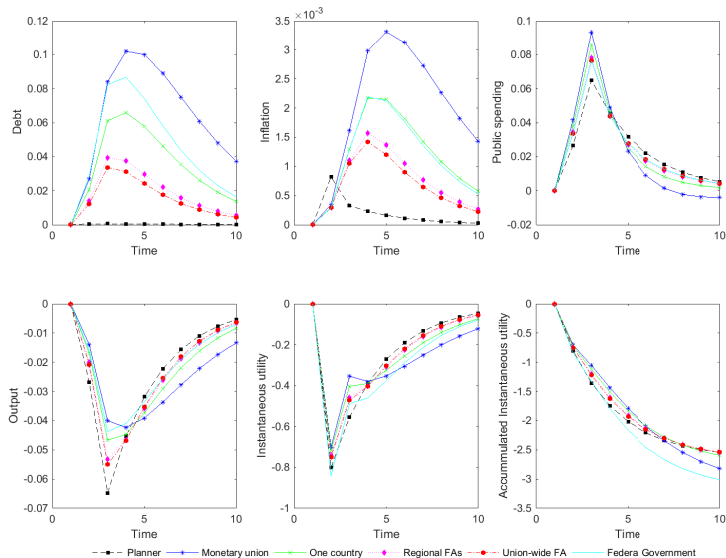 0.12
0.1
0.08
0.06
0.04
0.02
0
0 5 10
Time
Debt
×10-3
3.5
3
2.5
2
1.5
1
0.5
0
0 5 10
Time
Inflation
0.1
0.08
0.06
0.04
0.02
0
-0.02
0 5 10
Time
Public spending
0
-0.01
-0.02
-0.03
-0.04
-0.05
-0.06
-0.07
0 5 10
Time
Output
0
-0.2
-0.4
-0.6
-0.8
-1
0 5 10
Time
Instantaneous utility
0
-0.5
-1
-1.5
-2
-2.5
-3
-3.5
0 5 10
Time
Accummulated Instantaneous utility
Planner Monetary union One country Regional FAs Union-wide FA Federa Government